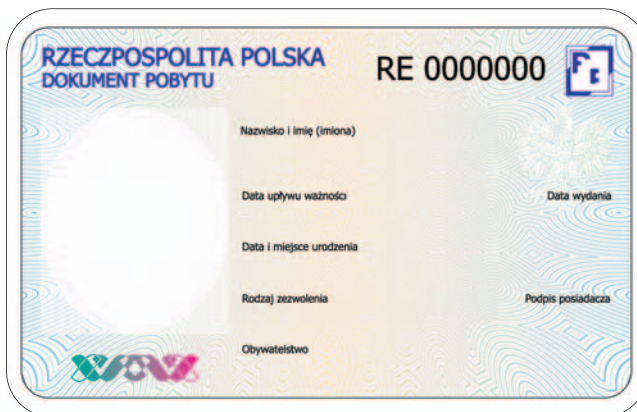 RZECZPOSPOLITA POLSKA
DOKUMENT POBYTU
RE 0000000
Nazwisko i imię (imiona)
Data upływu ważności
Data wydania
Data i miejsce urodzenia
Rodzaj zezwolenia
Podpis posiadacza
Obywatelstwo